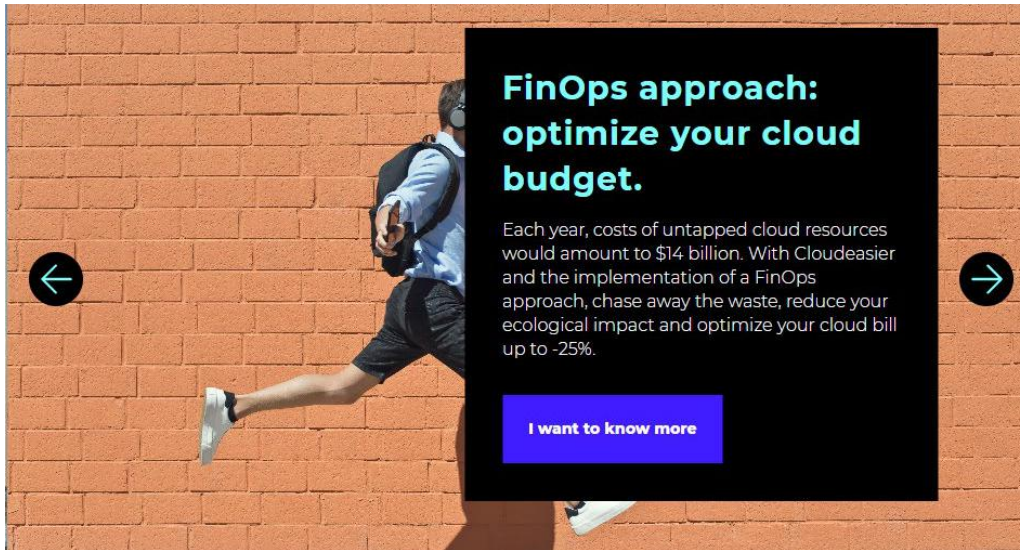 FinOps approach:
optimize your cloud
budget.
Each year, costs of untapped cloud resources
would amount to $14 billion. With Cloudeasier
and the implementation of a FinOps
approach, chase away the waste, reduce your
ecological impact and optimize your cloud bill
up to -25%.
I want to know more